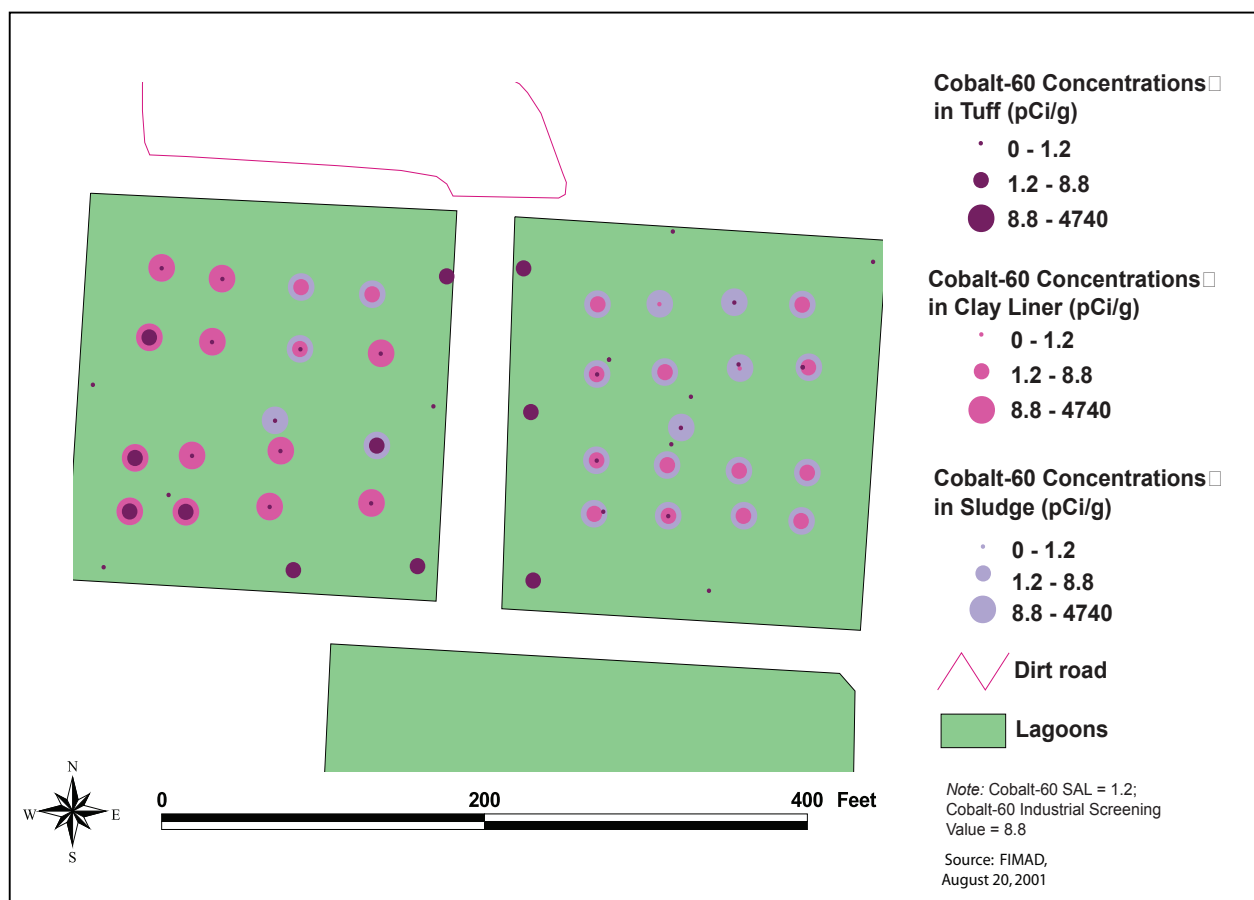 Cobalt-60 Concentrations□
in Tuff (pCi/g)
0 - 1.2
1.2 - 8.8
8.8 - 4740
Cobalt-60 Concentrations□
in Clay Liner (pCi/g)
0 - 1.2
1.2 - 8.8
8.8 - 4740
Cobalt-60 Concentrations□
in Sludge (pCi/g)
0 - 1.2
1.2 - 8.8
8.8 - 4740
Dirt road
Lagoons
Note: Cobalt-60 SAL = 1.2;
Cobalt-60 Industrial Screening
Value = 8.8
Source: FIMAD,
August 20, 2001
N
W E
S
0 200 400 Feet